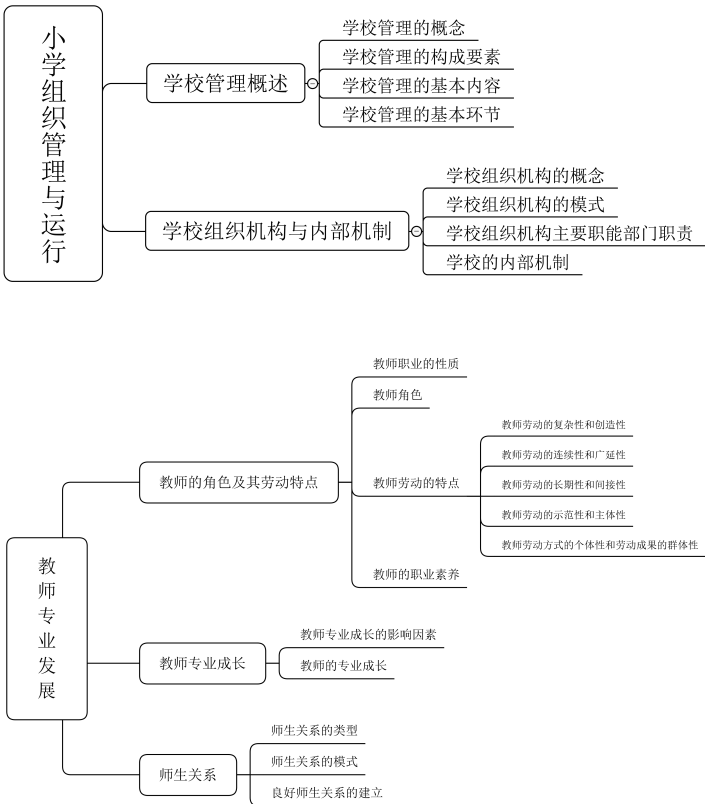 小学组织管理与运行
学校管理概述
学校管理的概念
学校管理的构成要素
学校管理的基本内容
学校管理的基本环节
学校组织机构与内部机制
学校组织机构的概念
学校组织机构的模式
学校组织机构主要职能部门职责
学校的内部机制
教师专业发展
教师的角色及其劳动特点
教师职业的性质
教师角色
教师劳动的特点
教师劳动的复杂性和创造性
教师劳动的连续性和广延性
教师劳动的长期性和间接性
教师劳动的示范性和主体性
教师劳动方式的个体性和劳动成果的群体性
教师的职业素养
教师专业成长
教师专业成长的影响因素
教师的专业成长
师生关系
师生关系的类型
师生关系的模式
良好师生关系的建立